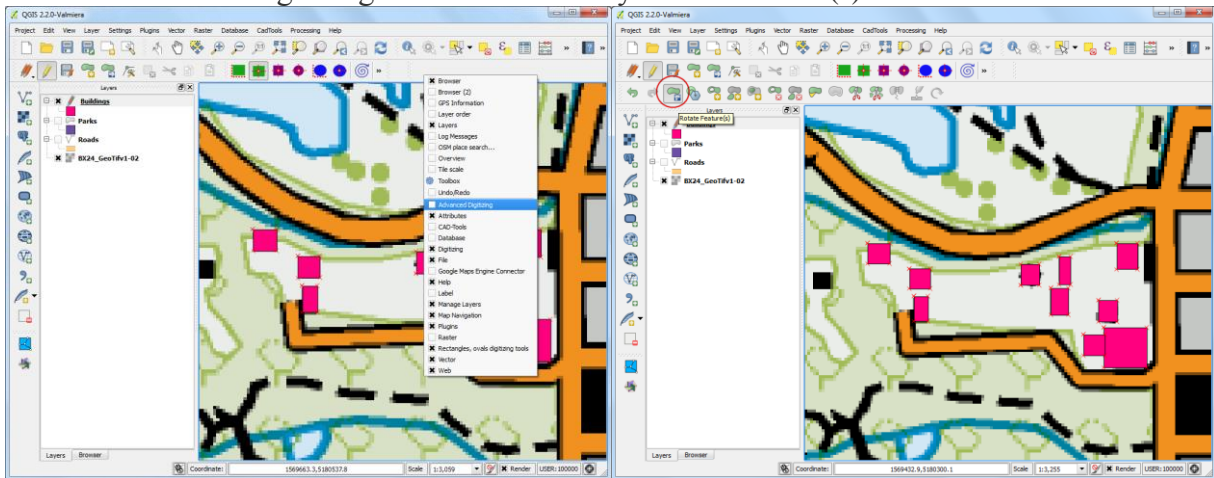 QGIS 2.2.0-Valmiera
Project Edit View Layer Settings Plugins Vector Raster Database CadTools Processing Help
Layers
Buildings
Parks
Roads
BX24_GeoTifv1-02
Browser
Browser (2)
GPS Information
Layer order
Layers
Log Messages
OSM place search...
Overview
Tile scale
Toolbox
Undo/Redo
Advanced Digitizing
Attributes
CAD-Tools
Database
Digitizing
File
Google Maps Engine Connector
Help
Label
Manage Layers
Map Navigation
Plugins
Raster
Rectangles, ovals digitizing tools
Vector
Web
Layers Browser
Coordinate: 1569663.3,5180537.8 Scale 1:3,059 Render USER:100000
QGIS 2.2.0-Valmiera
Project Edit View Layer Settings Plugins Vector Raster Database CadTools Processing Help
Layers
Rotate Feature(s)
Parks
Roads
BX24_GeoTifv1-02
Layers Browser
Coordinate: 1569432.9,5180300.1 Scale 1:3,255 Render USER:100000